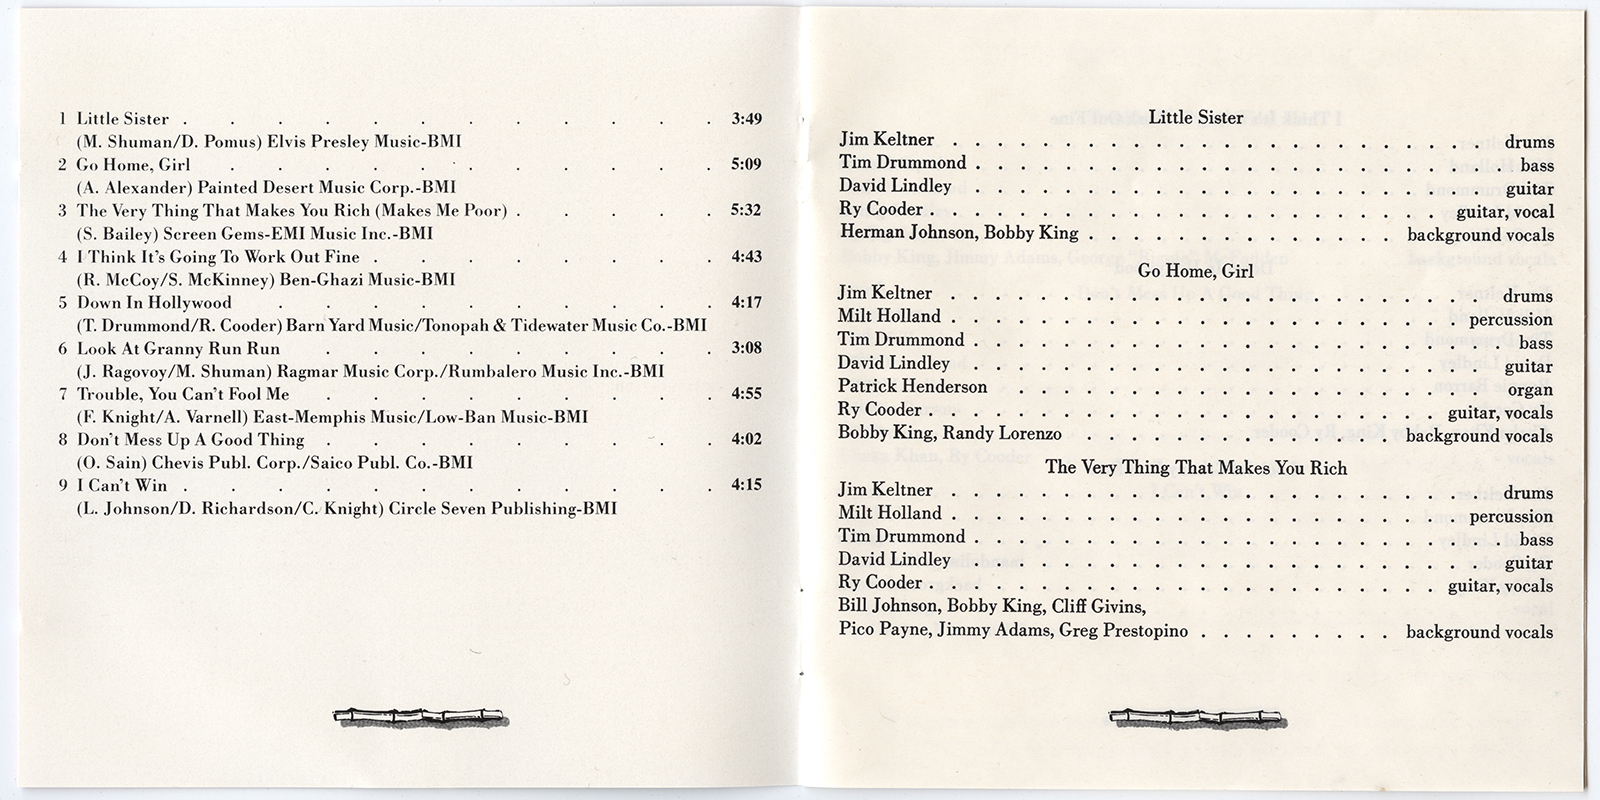 1 Little Sister . . . . . . . . . . . . 3:49
(M. Shuman/D. Pomus) Elvis Presley Music-BMI
2 Go Home, Girl . . . . . . . . . . . 5:09
(A. Alexander) Painted Desert Music Corp.-BMI
3 The Very Thing That Makes You Rich (Makes Me Poor) . . . . . 5:32
(S. Bailey) Screen Gems-EMI Music Inc.-BMI
4 I Think It's Going To Work Out Fine . . . . . . . . 4:43
(R. McCoy/S. McKinney) Ben-Ghazi Music-BMI
5 Down In Hollywood . . . . . . . . . . 4:17
(T. Drummond/R. Cooder) Barn Yard Music/Tonopah & Tidewater Music Co.-BMI
6 Look At Granny Run Run . . . . . . . . . 3:08
(J. Ragovoy/M. Shuman) Ragmar Music Corp./Rumbalero Music Inc.-BMI
7 Trouble, You Can't Fool Me . . . . . . . . . 4:55
(F. Knight/A. Varnell) East-Memphis Music/Low-Ban Music-BMI
8 Don't Mess Up A Good Thing . . . . . . . . . 4:02
(O. Sain) Chevis Publ. Corp./Saico Publ. Co.-BMI
9 I Can't Win . . . . . . . . . . . . 4:15
(L. Johnson/D. Richardson/C. Knight) Circle Seven Publishing-BMI
Little Sister
Jim Keltner . . . . . . . . . . . . . . . . . . . . . . . . drums
Tim Drummond . . . . . . . . . . . . . . . . . . . . . . . . bass
David Lindley . . . . . . . . . . . . . . . . . . . . . . . guitar
Ry Cooder . . . . . . . . . . . . . . . . . . . . . . . guitar, vocal
Herman Johnson, Bobby King . . . . . . . . . . . . . . background vocals
Go Home, Girl
Jim Keltner . . . . . . . . . . . . . . . . . . . . . . . . drums
Milt Holland . . . . . . . . . . . . . . . . . . . . . . . percussion
Tim Drummond . . . . . . . . . . . . . . . . . . . . . . . . bass
David Lindley . . . . . . . . . . . . . . . . . . . . . . . guitar
Patrick Henderson . . . . . . . . . . . . . . . . . . . . . organ
Ry Cooder . . . . . . . . . . . . . . . . . . . . . . . guitar, vocals
Bobby King, Randy Lorenzo . . . . . . . . . . . . . . background vocals
The Very Thing That Makes You Rich
Jim Keltner . . . . . . . . . . . . . . . . . . . . . . . . drums
Milt Holland . . . . . . . . . . . . . . . . . . . . . . . percussion
Tim Drummond . . . . . . . . . . . . . . . . . . . . . . . . bass
David Lindley . . . . . . . . . . . . . . . . . . . . . . . guitar
Ry Cooder . . . . . . . . . . . . . . . . . . . . . . . guitar, vocals
Bill Johnson, Bobby King, Cliff Givins,
Pico Payne, Jimmy Adams, Greg Prestopino . . . . . . . . . background vocals